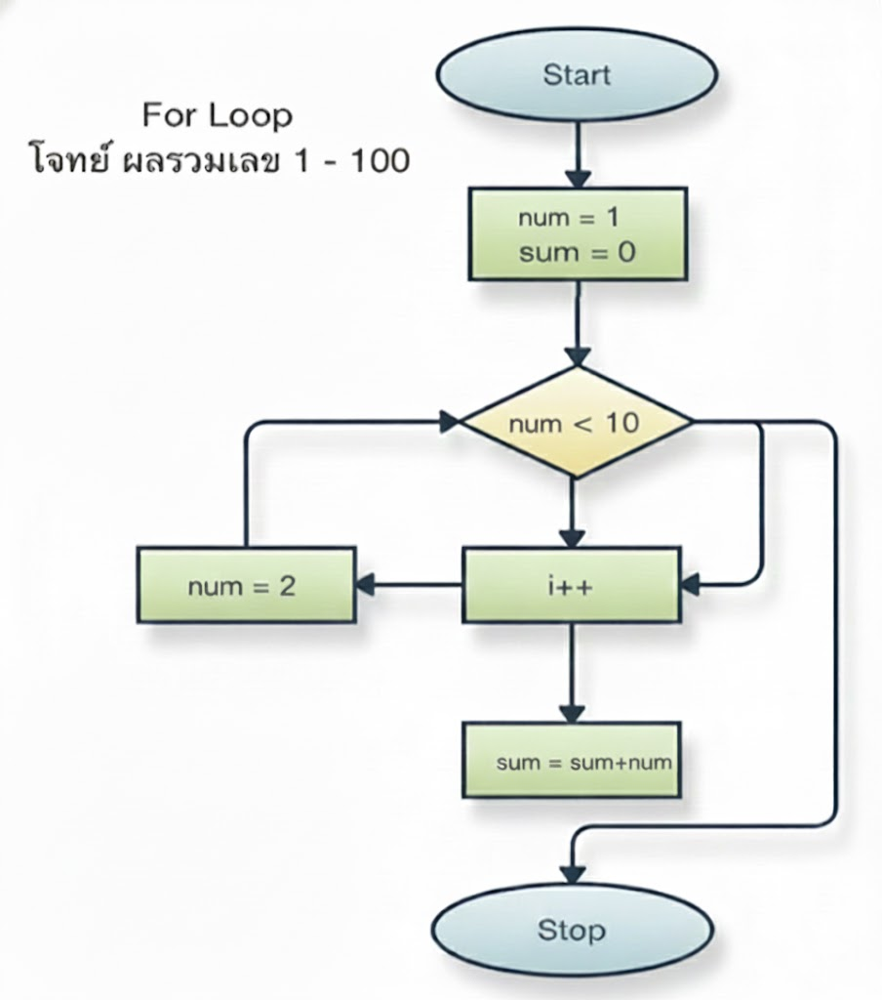 For Loop
โจทย์ ผลรวมเลข 1 - 100
Start
num = 1
sum = 0
num < 10
num = 2
i++
sum = sum+num
Stop